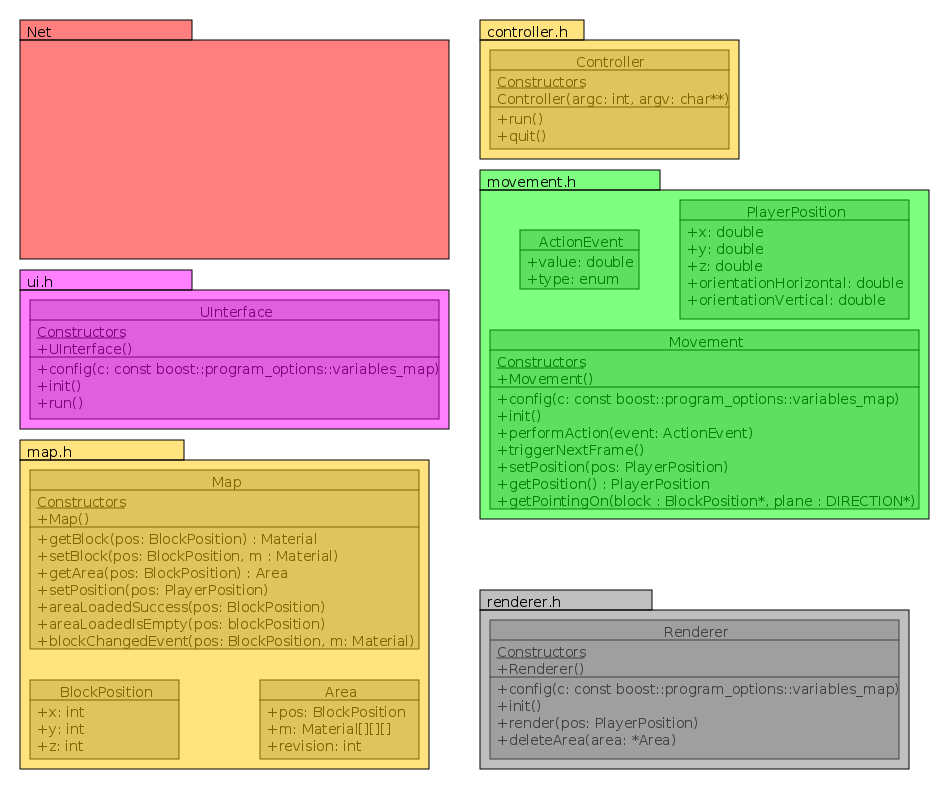 Net
ui.h
UInterface
Constructors
+UInterface()
+config(c: const boost::program_options::variables_map)
+init()
+run()
map.h
Map
Constructors
+Map()
+getBlock(pos: BlockPosition) : Material
+setBlock(pos: BlockPosition, m : Material)
+getArea(pos: BlockPosition) : Area
+setPosition(pos: PlayerPosition)
+areaLoadedSuccess(pos: BlockPosition)
+areaLoadedIsEmpty(pos: blockPosition)
+blockChangedEvent(pos: BlockPosition, m: Material)
BlockPosition
+x: int
+y: int
+z: int
Area
+pos: BlockPosition
+m: Material[][][]
+revision: int
controller.h
Controller
Constructors
Controller(argc: int, argv: char**)
+run()
+quit()
movement.h
ActionEvent
+value: double
+type: enum
PlayerPosition
+x: double
+y: double
+z: double
+orientationHorizontal: double
+orientationVertical: double
Movement
Constructors
+Movement()
+config(c: const boost::program_options::variables_map)
+init()
+performAction(event: ActionEvent)
+triggerNextFrame()
+setPosition(pos: PlayerPosition)
+getPosition() : PlayerPosition
+getPointingOn(block : BlockPosition*, plane : DIRECTION*)
renderer.h
Renderer
Constructors
+Renderer()
+config(c: const boost::program_options::variables_map)
+init()
+render(pos: PlayerPosition)
+deleteArea(area: *Area)